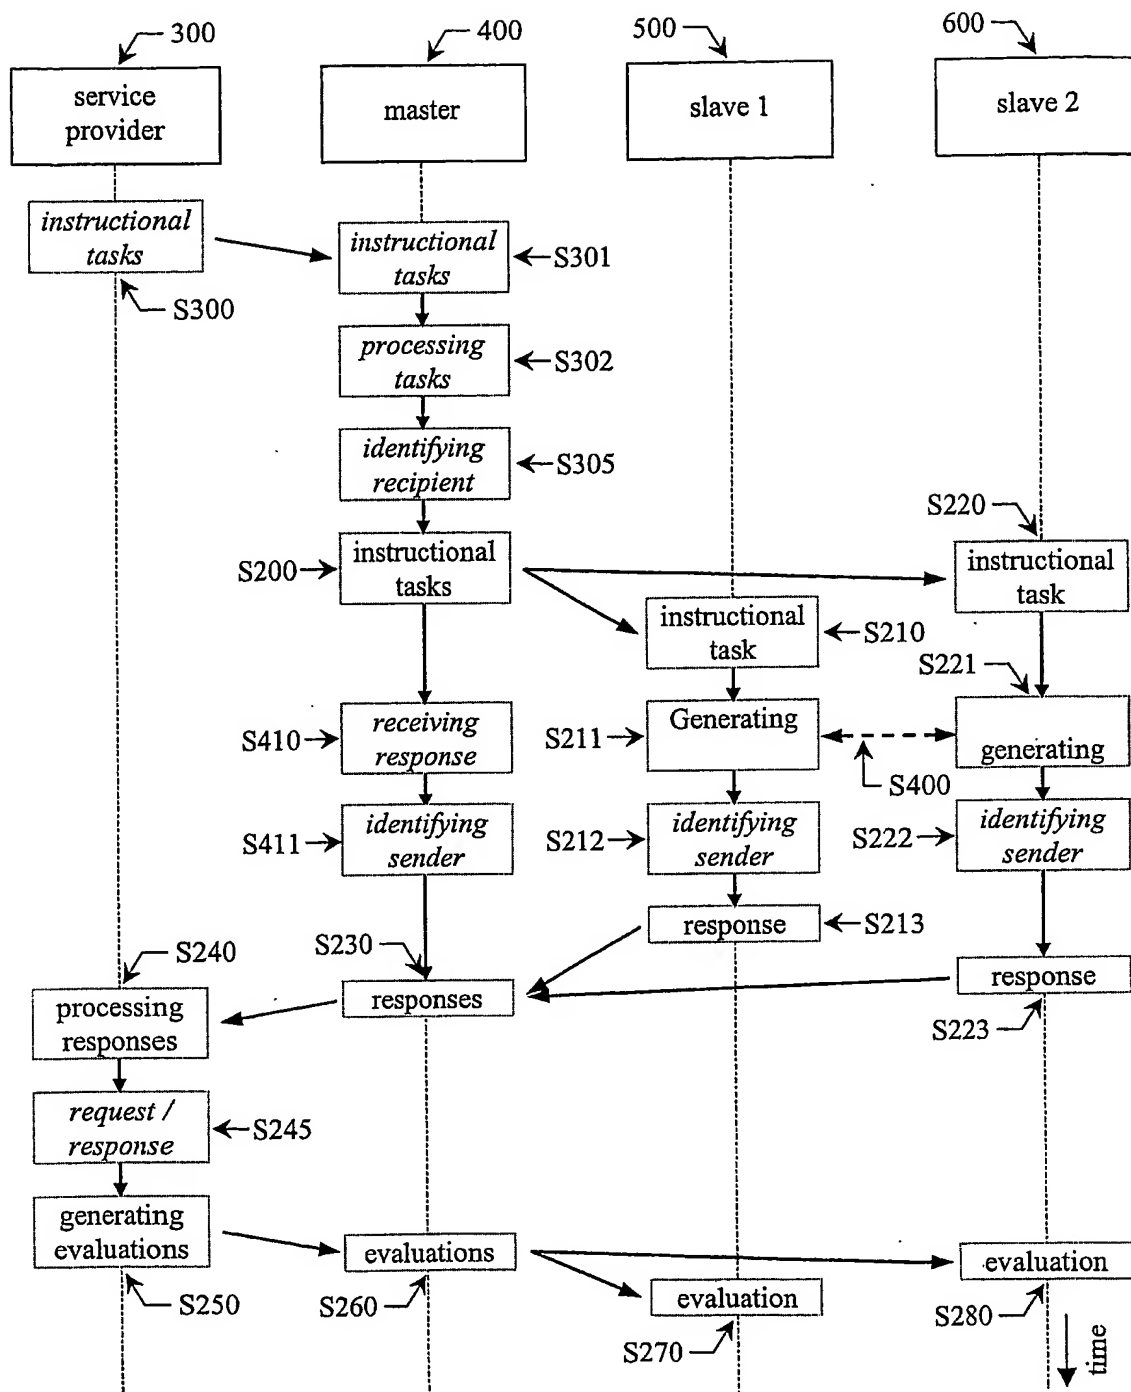 300
400
500
600
service
provider
master
slave 1
slave 2
instructional
tasks
S300
instructional
tasks
S301
processing
tasks
S302
identifying
recipient
S305
S200
instructional
tasks
S220
instructional
task
instructional
task
S210
S221
S410
receiving
response
S211
Generating
generating
S400
S411
identifying
sender
S212
identifying
sender
S222
identifying
sender
response
S213
S230
S240
responses
response
S223
processing
responses
request /
response
S245
generating
evaluations
S250
evaluations
S260
evaluation
S270
evaluation
S280
time